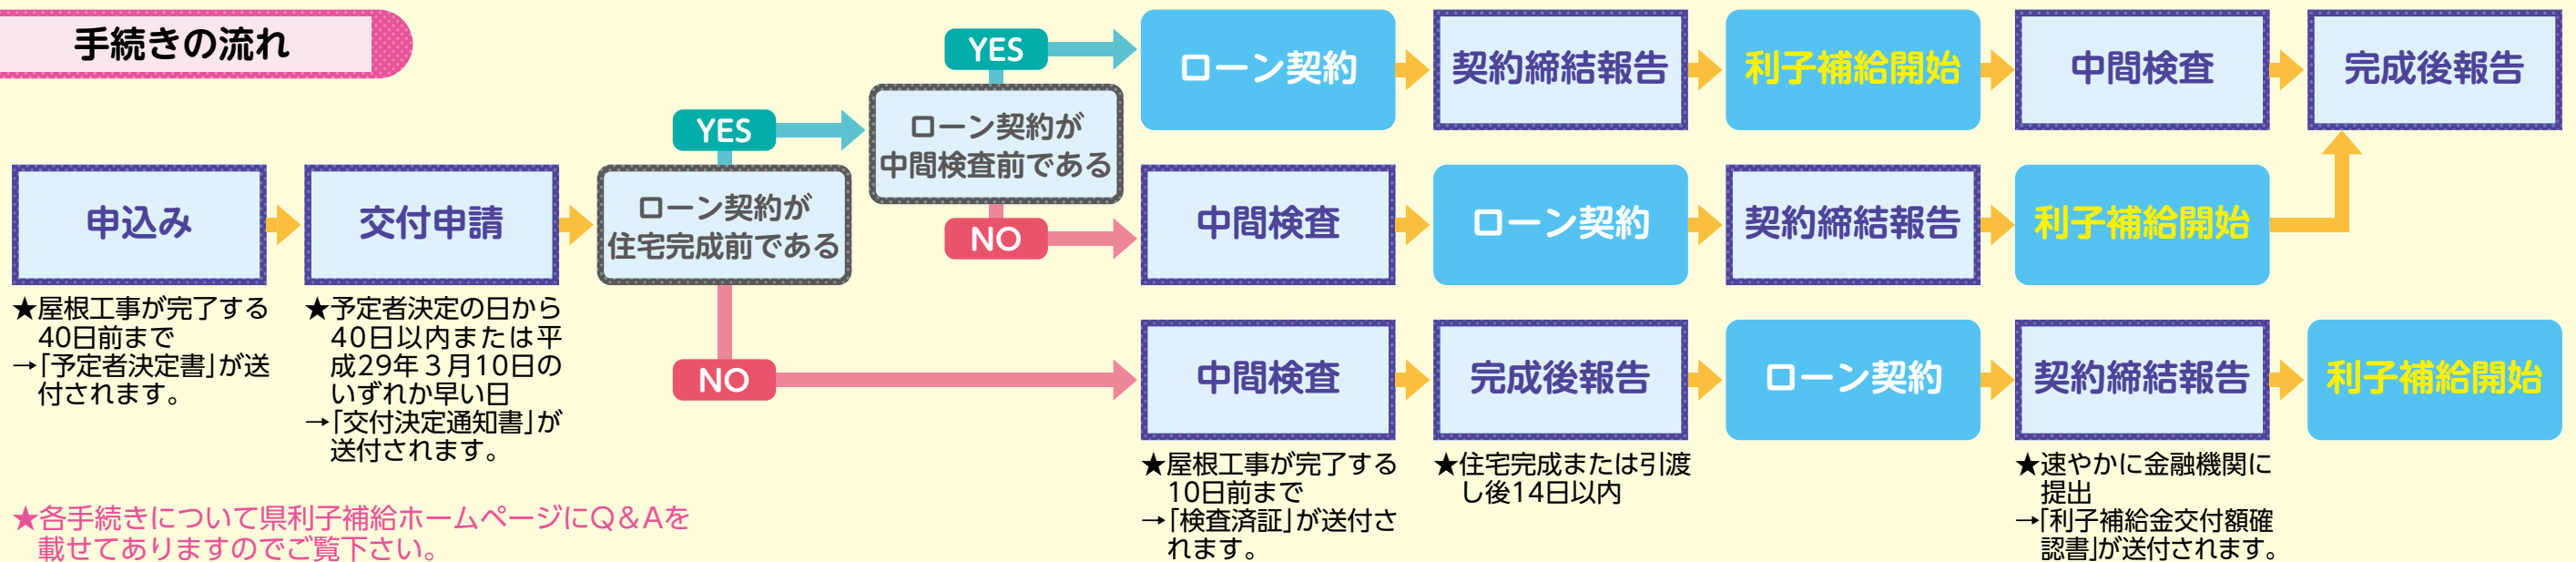 手続きの流れ
申込み
★屋根工事が完了する
40日前まで
→「予定者決定書」が送
付されます。
交付申請
★予定者決定の日から
40日以内または平
成29年３月10日の
いずれか早い日
→「交付決定通知書」が
送付されます。
ローン契約が
住宅完成前である
YES
ローン契約が
中間検査前である
YES
ローン契約
契約締結報告
利子補給開始
中間検査
完成後報告
NO
中間検査
ローン契約
契約締結報告
利子補給開始
NO
中間検査
★屋根工事が完了する
10日前まで
→「検査済証」が送付さ
れます。
完成後報告
★住宅完成または引渡
し後14日以内
ローン契約
契約締結報告
★速やかに金融機関に
提出
→「利子補給金交付額確
認書」が送付されます。
利子補給開始
★各手続きについて県利子補給ホームページにQ＆Aを
載せてありますのでご覧下さい。